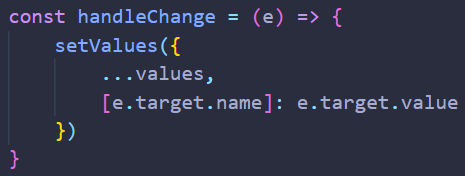 const handleChange = (e) => {
    setValues({
        ...values,
        [e.target.name]: e.target.value
    })
}